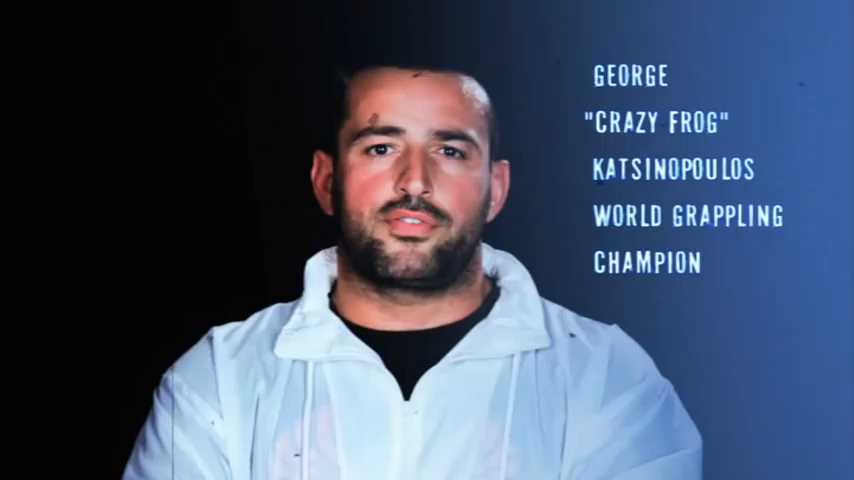 GEORGE
"CRAZY FROG"
KATSINOPOULOS
WORLD GRAPPLING
CHAMPION